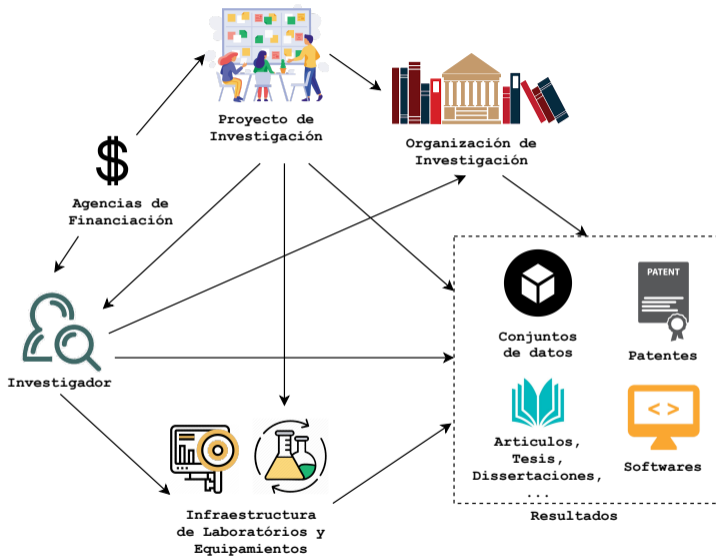 Proyecto de
Investigación
Organización de
Investigación
$
Agencias de
Financiación
PATENT
Conjuntos
de datos
Patentes
Investigador
< >
Articulos,
Tesis,
Dissertaciones,
...
Softwares
Infraestructura
de Laboratórios y
Equipamientos
Resultados